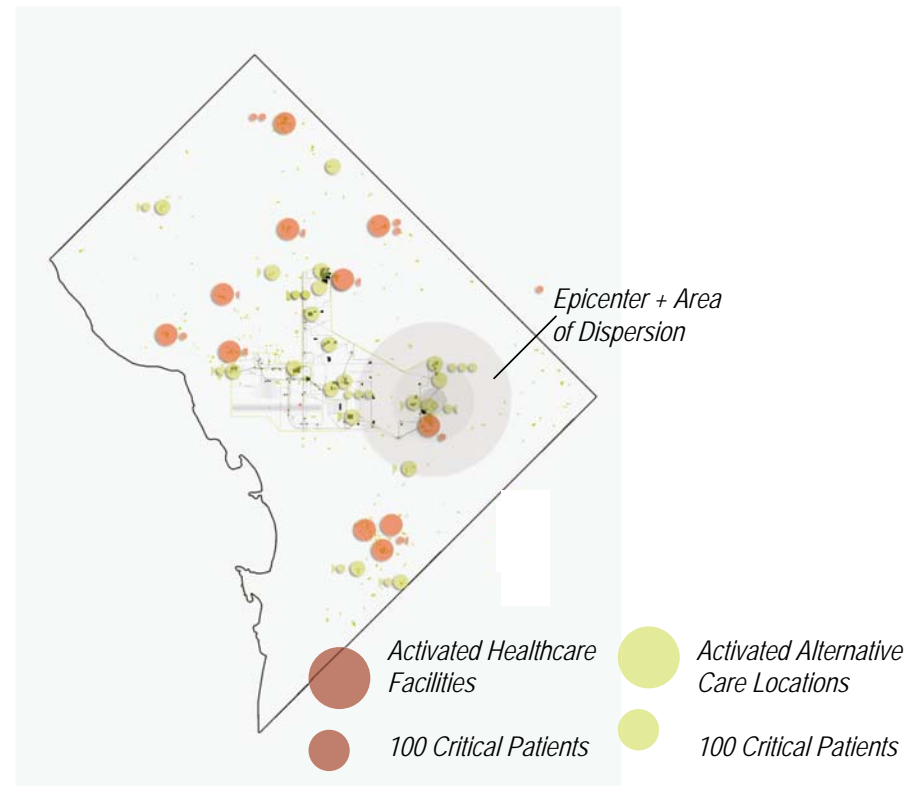 Epicenter + Area
of Dispersion
Activated Healthcare
Facilities
Activated Alternative
Care Locations
100 Critical Patients
100 Critical Patients